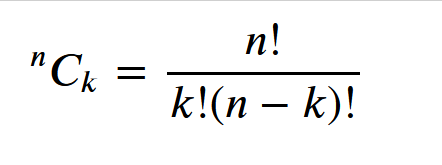 ⁿCₖ = n! / k!(n − k)!